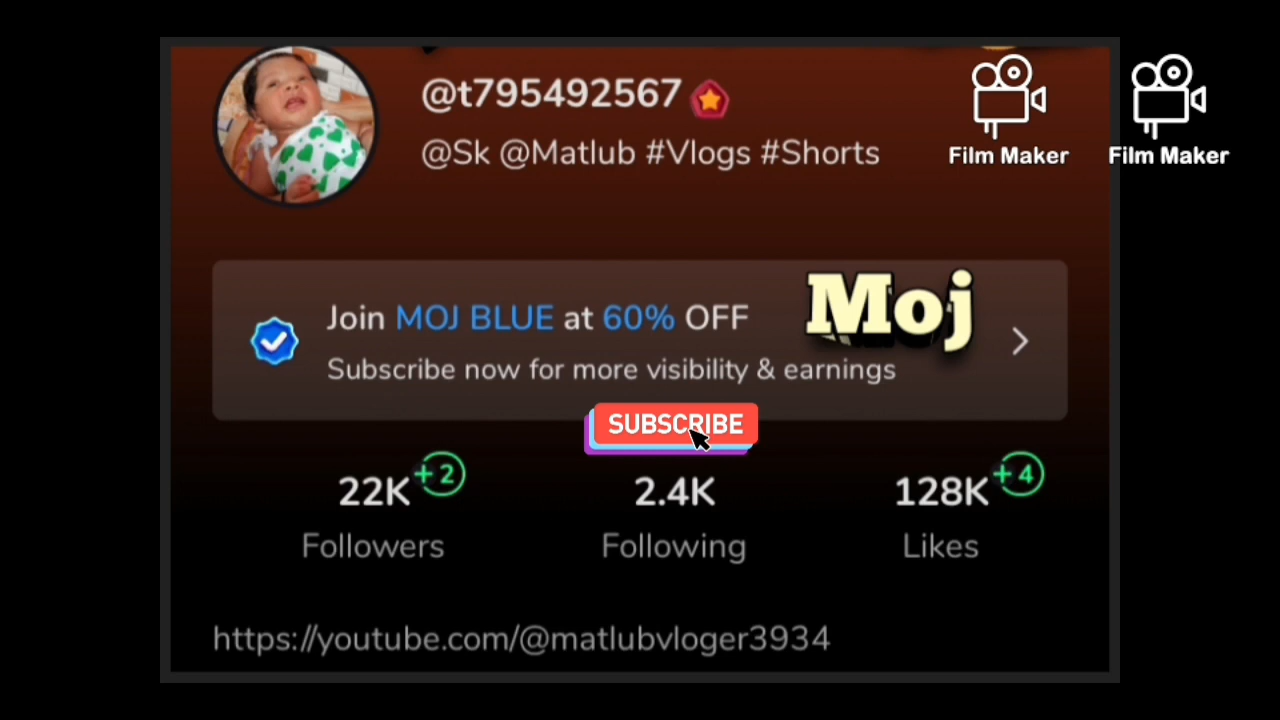 @t795492567
@Sk @Matlub #Vlogs #Shorts
Film Maker
Film Maker
Join MOJ BLUE at 60% OFF
Moj
Subscribe now for more visibility & earnings
SUBSCRIBE
22K +2
2.4K
128K +4
Followers
Following
Likes
https://youtube.com/@matlubvloger3934